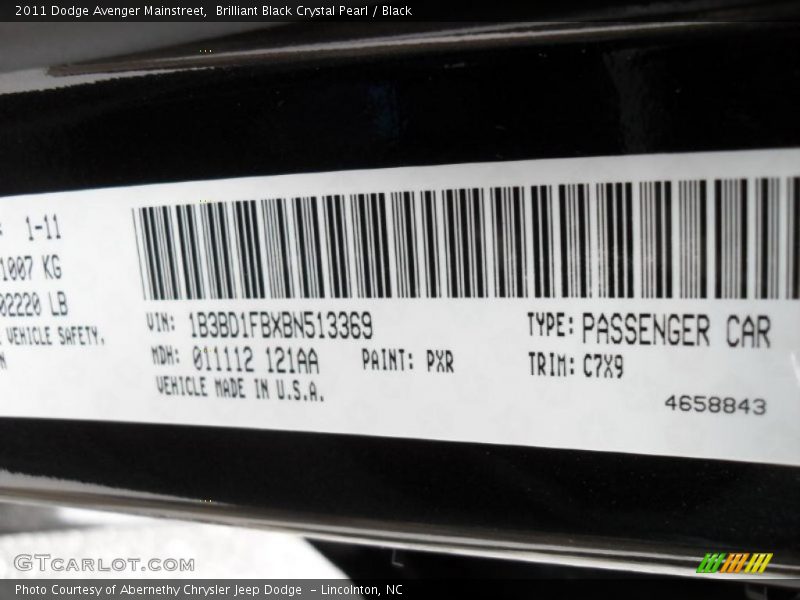 2011 Dodge Avenger Mainstreet, Brilliant Black Crystal Pearl / Black
1-11
1007 KG
02220 LB
VEHICLE SAFETY.
VIN: 1B3BD1FBXBN513369
TYPE: PASSENGER CAR
MDH: 011112 121AA
PAINT: PXR
TRIM: C7X9
VEHICLE MADE IN U.S.A.
4658843
GTcarlot.com
Photo Courtesy of Abernethy Chrysler Jeep Dodge - Lincolnton, NC